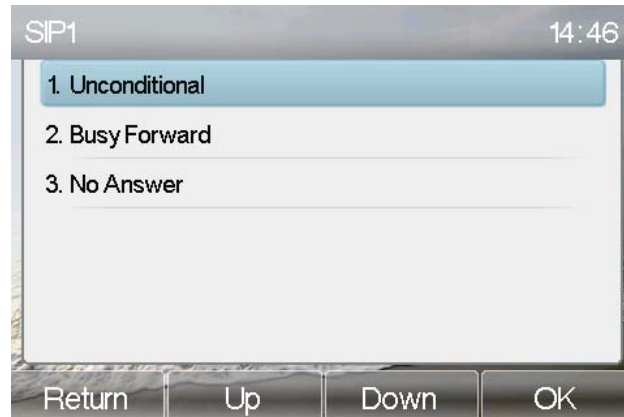 SIP1 14:46
1. Unconditional
2. Busy Forward
3. No Answer
Return Up Down OK